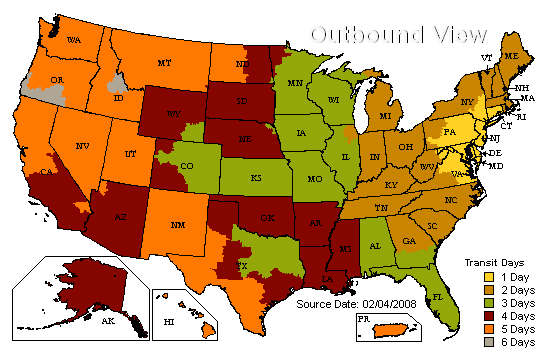 Outbound View
WA
MT
ND
MN
ME
VT
OR
ID
SD
WI
NY
NH
MA
RI
CT
MI
WY
NE
IA
PA
NJ
DE
MD
NV
UT
CO
IL
IN
OH
WV
VA
CA
KS
MO
KY
NC
AZ
NM
OK
AR
TN
SC
TX
LA
MS
AL
GA
FL
AK
HI
PR
Source Date: 02/04/2008
Transit Days
1 Day
2 Days
3 Days
4 Days
5 Days
6 Days